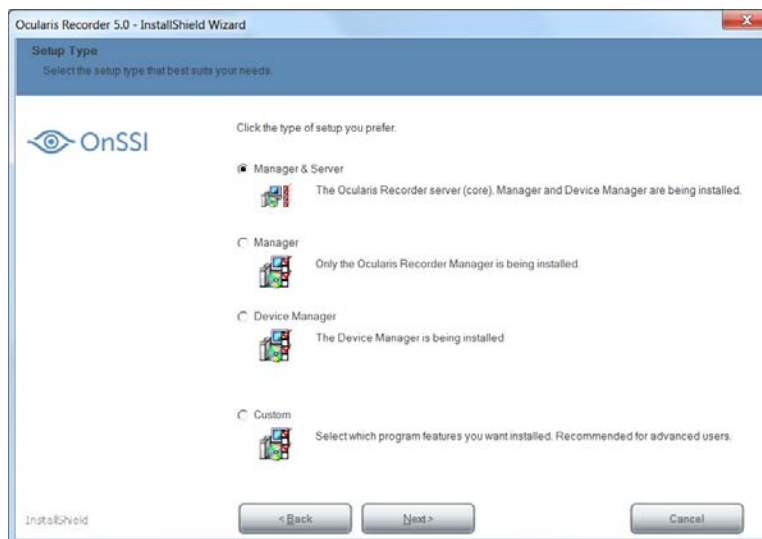 Ocularis Recorder 5.0 - InstallShield Wizard
Setup Type
Select the setup type that best suits your needs.
OnSSI
Click the type of setup you prefer.
Manager & Server
The Ocularis Recorder server (core), Manager and Device Manager are being installed.
Manager
Only the Ocularis Recorder Manager is being installed.
Device Manager
The Device Manager is being installed
Custom
Select which program features you want installed. Recommended for advanced users.
InstallShield
< Back
Next >
Cancel